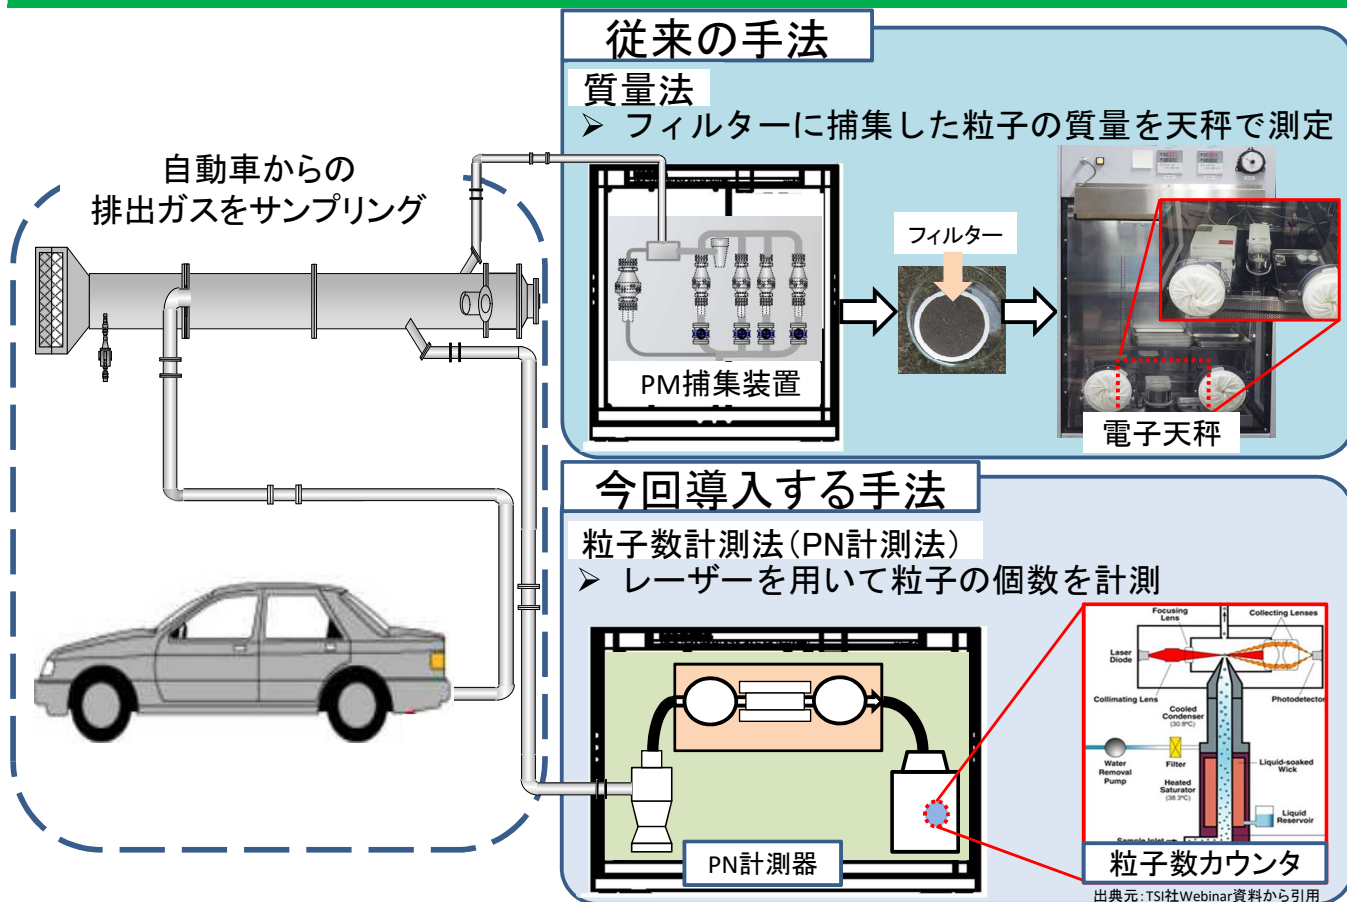 従来の手法
質量法
➢ フィルターに捕集した粒子の質量を天秤で測定
自動車からの
排出ガスをサンプリング
フィルター
PM捕集装置
電子天秤
今回導入する手法
粒子数計測法(PN計測法)
➢ レーザーを用いて粒子の個数を計測
Focusing
Lens
Collecting Lenses
Laser
Diode
Collimating Lens
Photodetector
Cooled
Condenser
(30.8°C)
Water
Removal
Pump
Filter
Liquid-soaked
Wick
Heated
Saturator
(38.3°C)
Liquid
Reservoir
Sample Inlet
PN計測器
粒子数カウンタ
出典元:TSI社Webinar資料から引用